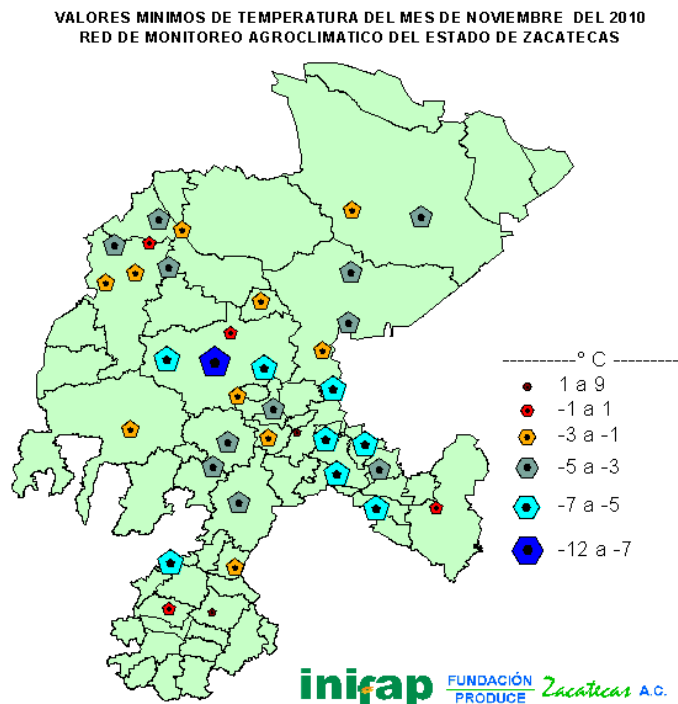 VALORES MINIMOS DE TEMPERATURA DEL MES DE NOVIEMBRE DEL 2010
RED DE MONITOREO AGROCLIMATICO DEL ESTADO DE ZACATECAS
----------° C ----------
1 a 9
-1 a 1
-3 a -1
-5 a -3
-7 a -5
-12 a -7
inifap
FUNDACIÓN
PRODUCE
Zacatecas A.C.